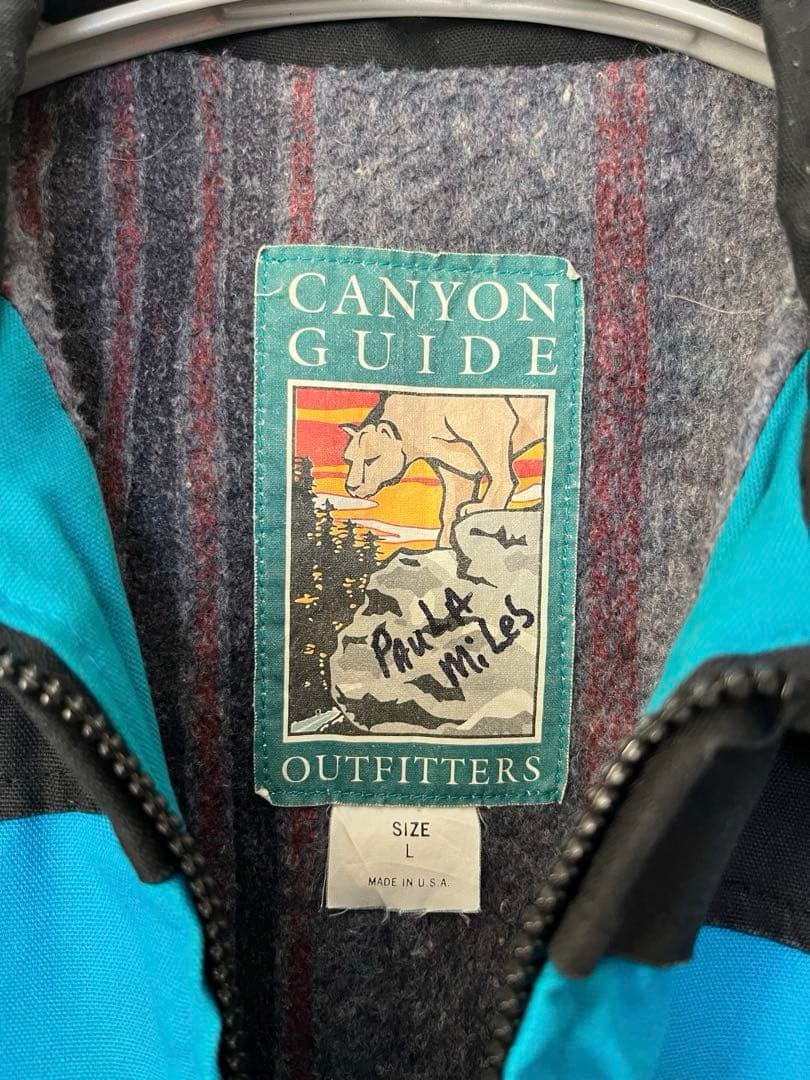 CANYON
GUIDE
PAULA
MiLes
OUTFITTERS
SIZE
L
MADE IN U.S.A.